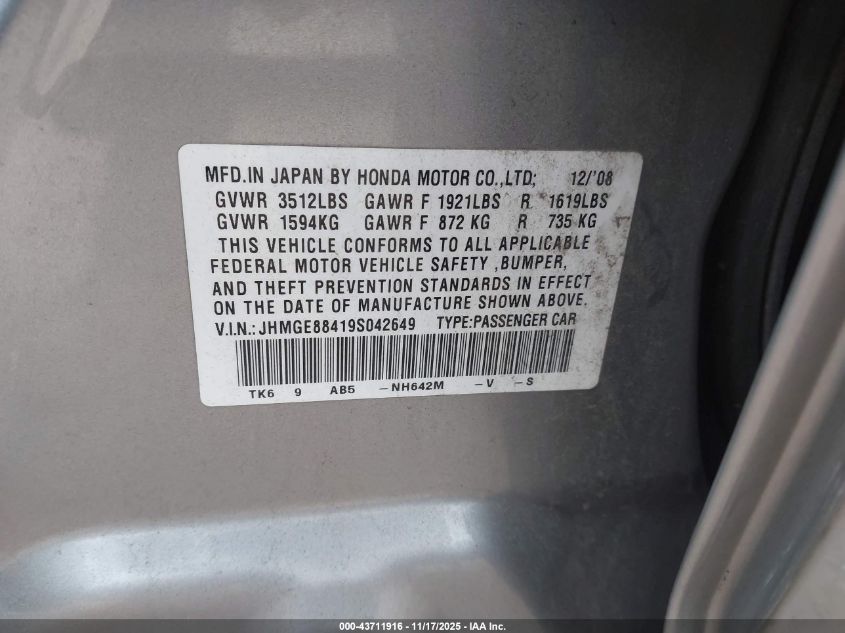 MFD.IN JAPAN BY HONDA MOTOR CO.,LTD; 12/'08
GVWR 3512LBS GAWR F 1921LBS R 1619LBS
GVWR 1594KG GAWR F 872 KG R 735 KG
THIS VEHICLE CONFORMS TO ALL APPLICABLE
FEDERAL MOTOR VEHICLE SAFETY ,BUMPER,
AND THEFT PREVENTION STANDARDS IN EFFECT
ON THE DATE OF MANUFACTURE SHOWN ABOVE.
V.I.N.:JHMGE88419S042649 TYPE:PASSENGER CAR
TK6 9 AB5 -NH642M -V -S
000-43711916 - 11/17/2025 - IAA Inc.